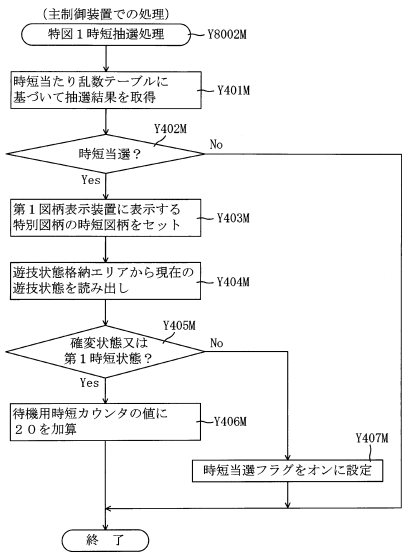 (主制御装置での処理)
特図1時短抽選処理
Y8002M
時短当たり乱数テーブルに
基づいて抽選結果を取得
Y401M
Y402M
時短当選?
No
Yes
第1図柄表示装置に表示する
特別図柄の時短図柄をセット
Y403M
遊技状態格納エリアから現在の
遊技状態を読み出し
Y404M
Y405M
確変状態又は
第1時短状態?
No
Yes
待機用時短カウンタの値に
20を加算
Y406M
Y407M
時短当選フラグをオンに設定
終 了